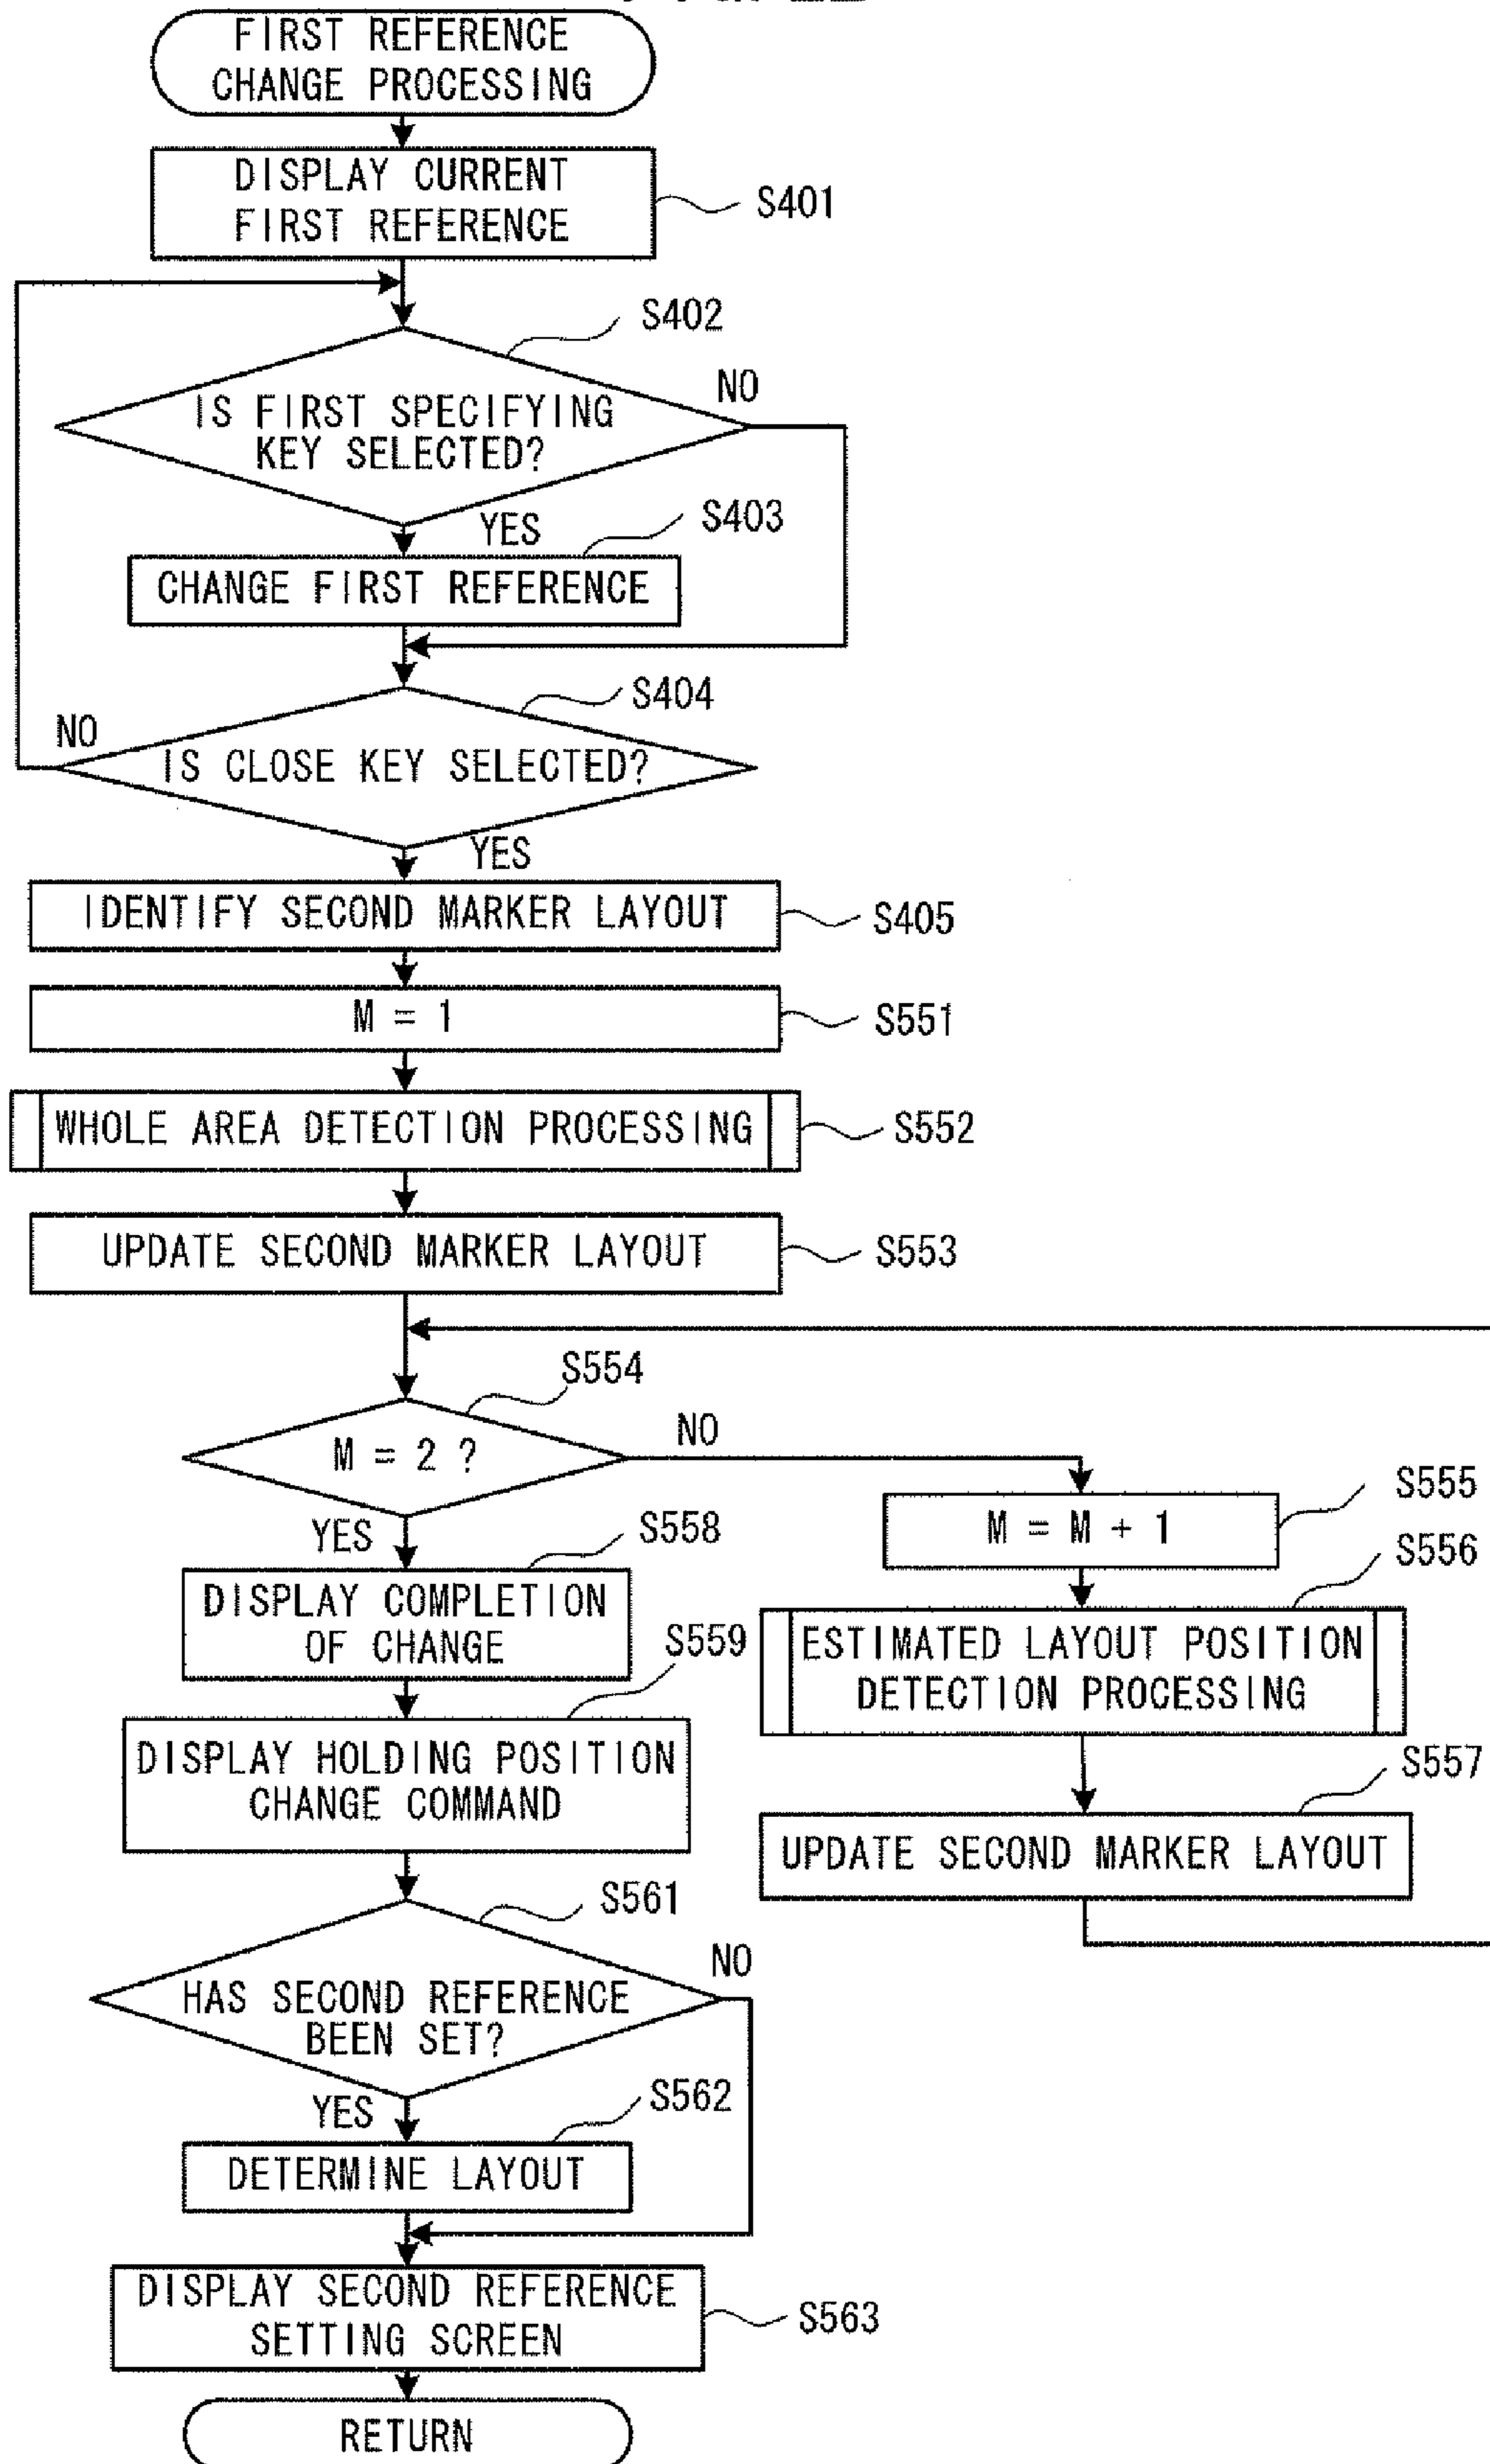 FIRST REFERENCE
CHANGE PROCESSING
DISPLAY CURRENT
FIRST REFERENCE
S401
S402
NO
IS FIRST SPECIFYING
KEY SELECTED?
YES
S403
CHANGE FIRST REFERENCE
S404
NO
IS CLOSE KEY SELECTED?
YES
IDENTIFY SECOND MARKER LAYOUT
S405
M = 1
S551
WHOLE AREA DETECTION PROCESSING
S552
UPDATE SECOND MARKER LAYOUT
S553
S554
M = 2 ?
NO
YES
S555
M = M + 1
S556
ESTIMATED LAYOUT POSITION
DETECTION PROCESSING
S557
UPDATE SECOND MARKER LAYOUT
S558
DISPLAY COMPLETION
OF CHANGE
S559
DISPLAY HOLDING POSITION
CHANGE COMMAND
S561
NO
HAS SECOND REFERENCE
BEEN SET?
YES
S562
DETERMINE LAYOUT
DISPLAY SECOND REFERENCE
SETTING SCREEN
S563
RETURN